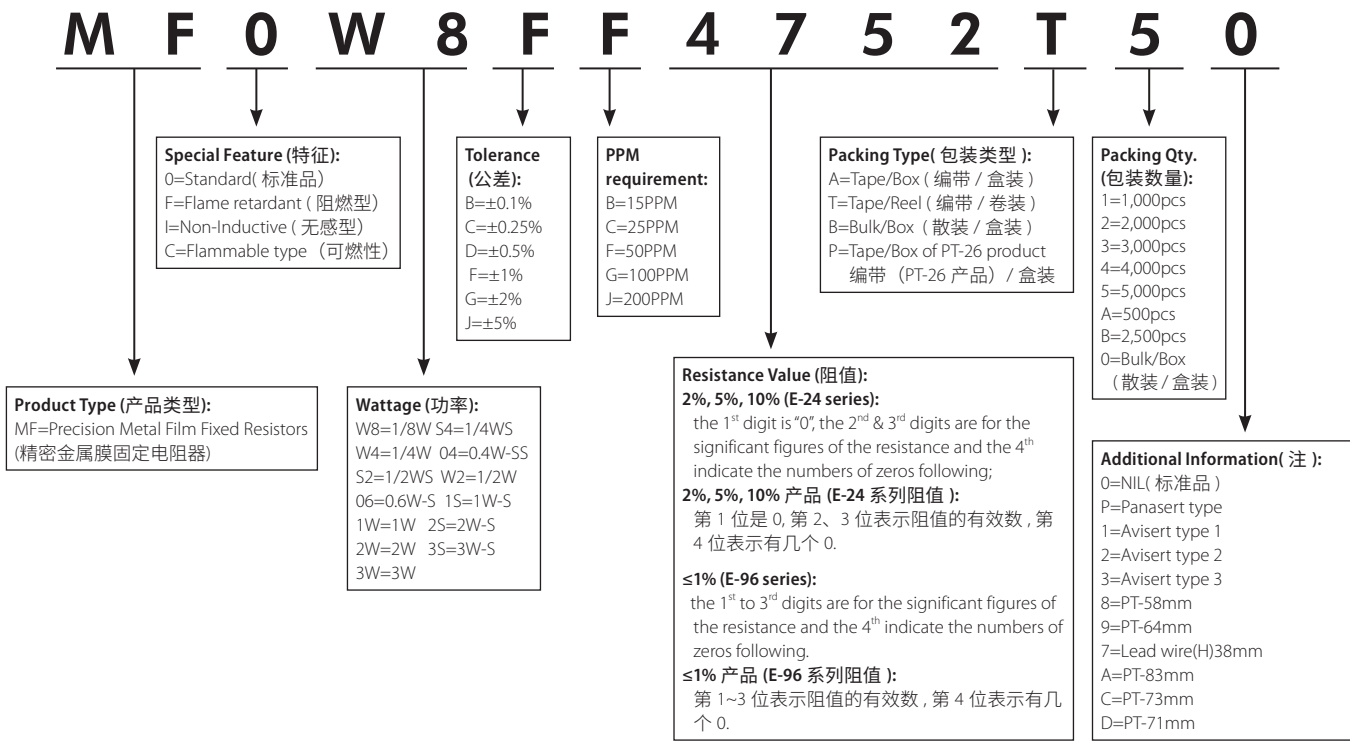 M F 0 W 8 F F 4 7 5 2 T 5 0
Special Feature (特征):
0=Standard( 标准品)
F=Flame retardant ( 阻燃型)
I=Non-Inductive ( 无感型)
C=Flammable type （可燃性）
Tolerance
(公差):
B=±0.1%
C=±0.25%
D=±0.5%
F=±1%
G=±2%
J=±5%
PPM
requirement:
B=15PPM
C=25PPM
F=50PPM
G=100PPM
J=200PPM
Packing Type( 包装类型 ):
A=Tape/Box ( 编带 / 盒装 )
T=Tape/Reel ( 编带 / 卷装 )
B=Bulk/Box ( 散装 / 盒装 )
P=Tape/Box of PT-26 product
编带（PT-26 产品）/ 盒装
Packing Qty.
(包装数量):
1=1,000pcs
2=2,000pcs
3=3,000pcs
4=4,000pcs
5=5,000pcs
A=500pcs
B=2,500pcs
0=Bulk/Box
( 散装 / 盒装 )
Product Type (产品类型):
MF=Precision Metal Film Fixed Resistors
(精密金属膜固定电阻器)
Wattage (功率):
W8=1/8W S4=1/4WS
W4=1/4W 04=0.4W-SS
S2=1/2WS W2=1/2W
06=0.6W-S 1S=1W-S
1W=1W 2S=2W-S
2W=2W 3S=3W-S
3W=3W
Resistance Value (阻值):
2%, 5%, 10% (E-24 series):
the 1st digit is "0", the 2nd & 3rd digits are for the
significant figures of the resistance and the 4th
indicate the numbers of zeros following;
2%, 5%, 10% 产品 (E-24 系列阻值 ):
第 1 位是 0, 第 2、3 位表示阻值的有效数 , 第
4 位表示有几个 0.
≤1% (E-96 series):
the 1st to 3rd digits are for the significant figures of
the resistance and the 4th indicate the numbers of
zeros following.
≤1% 产品 (E-96 系列阻值 ):
第 1~3 位表示阻值的有效数 , 第 4 位表示有几
个 0.
Additional Information( 注 ):
0=NIL( 标准品 )
P=Panasert type
1=Avisert type 1
2=Avisert type 2
3=Avisert type 3
8=PT-58mm
9=PT-64mm
7=Lead wire(H)38mm
A=PT-83mm
C=PT-73mm
D=PT-71mm